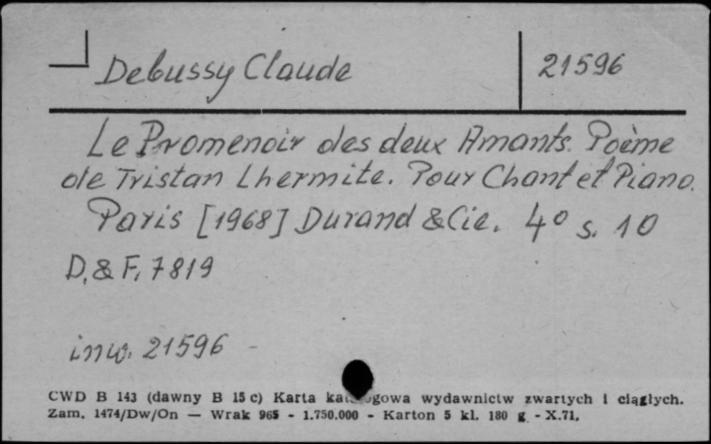 Debussy Claude 21596
Le Promenoir des deux Amants. Poème
de Tristan Lhermite. Pour Chant et Piano.
Paris [1968] Durand & Cie. 4° s. 10
D. & F. 7819
inw. 21596 -
CWD B 143 (dawny B 15 c) Karta katalogowa wydawnictw zwartych i ciągłych.
Zam. 1474/Dw/On — Wrak 965 - 1.750.000 - Karton 5 kl. 180 g - X.71.